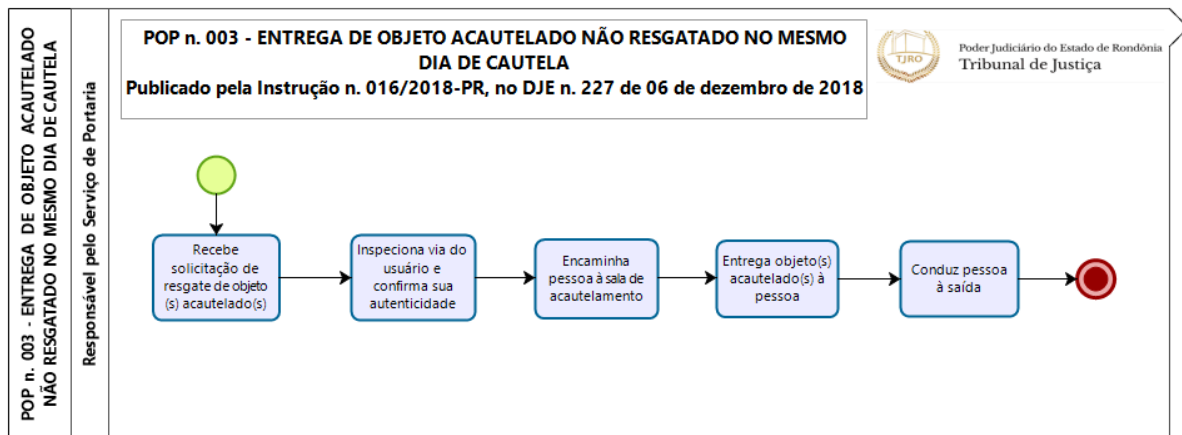 POP n. 003 - ENTREGA DE OBJETO ACAUTELADO
NÃO RESGATADO NO MESMO DIA DE CAUTELA
Responsável pelo Serviço de Portaria
POP n. 003 - ENTREGA DE OBJETO ACAUTELADO NÃO RESGATADO NO MESMO
DIA DE CAUTELA
Publicado pela Instrução n. 016/2018-PR, no DJE n. 227 de 06 de dezembro de 2018
TJRO
Poder Judiciário do Estado de Rondônia
Tribunal de Justiça
Recebe
solicitação de
resgate de objeto
(s) acautelado(s)
Inspeciona via do
usuário e
confirma sua
autenticidade
Encaminha
pessoa à sala de
acautelamento
Entrega objeto(s)
acautelado(s) à
pessoa
Conduz pessoa
à saída